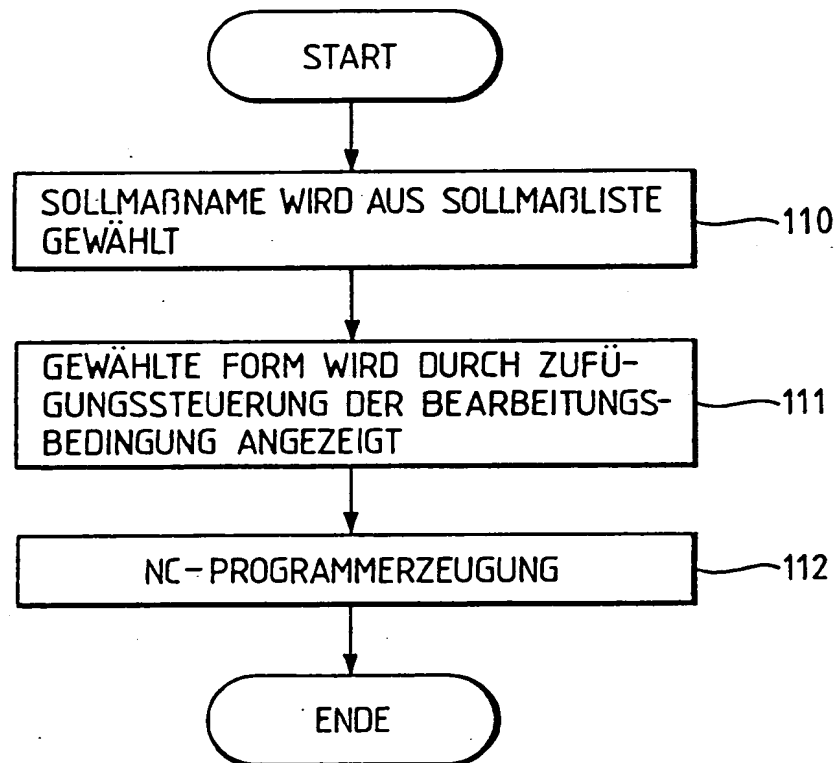 START
SOLLMAßNAME WIRD AUS SOLLMAßLISTE
GEWÄHLT
110
GEWÄHLTE FORM WIRD DURCH ZUFÜ-
GUNGSSTEUERUNG DER BEARBEITUNGS-
BEDINGUNG ANGEZEIGT
111
NC-PROGRAMMERZEUGUNG
112
ENDE